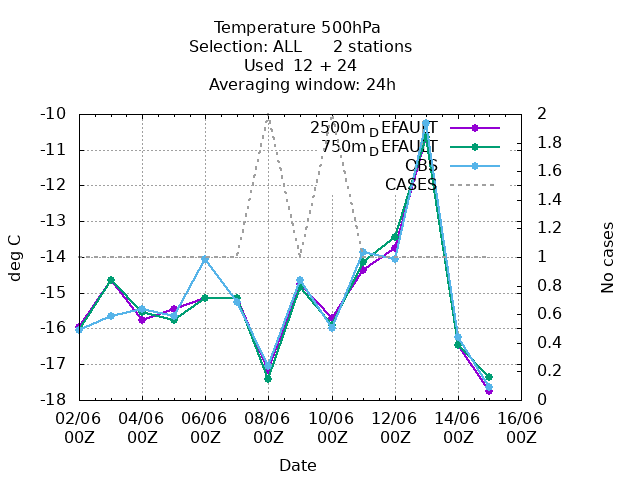 Temperature 500hPa
Selection: ALL 2 stations
Used 12 + 24
Averaging window: 24h
-10
-11
-12
-13
-14
-15
-16
-17
-18
deg C
2500m_DEFAULT
750m_DEFAULT
OBS
CASES
2
1.8
1.6
1.4
1.2
1
0.8
0.6
0.4
0.2
0
No cases
02/06 04/06 06/06 08/06 10/06 12/06 14/06 16/06
00Z 00Z 00Z 00Z 00Z 00Z 00Z 00Z
Date